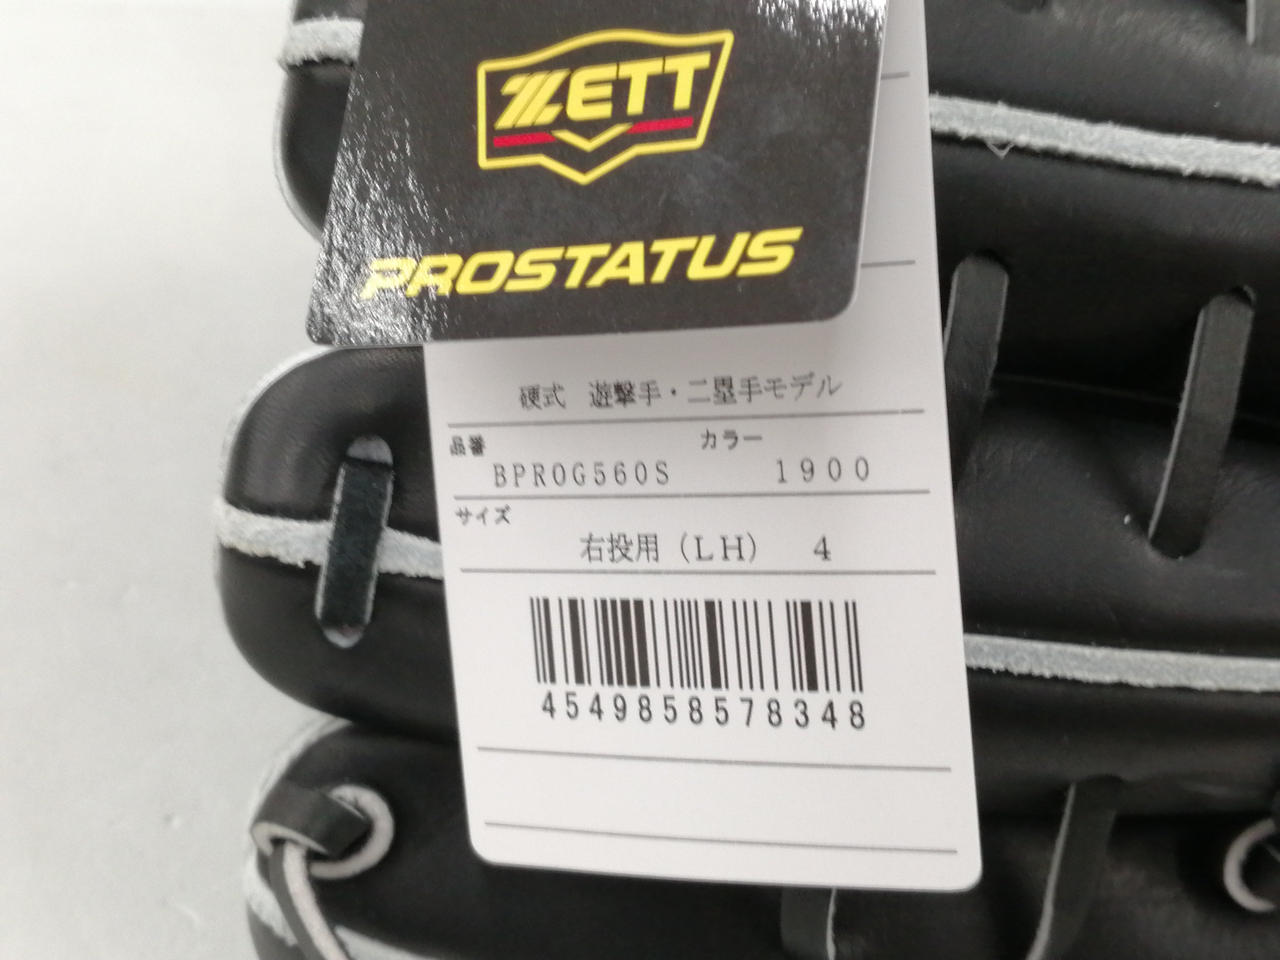 ZETT
PROSTATUS
硬式 遊撃手・二塁手モデル
品番 カラー
BPROG560S 1900
サイズ
右投用(LH) 4
4549858578348